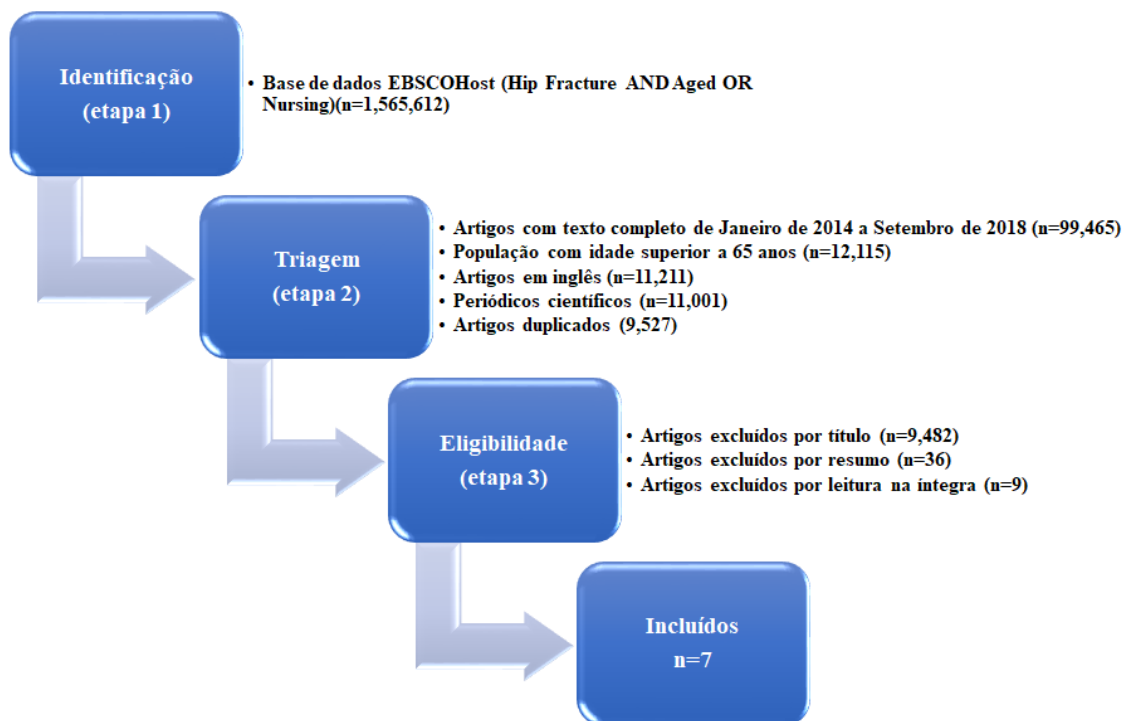 Identificação
(etapa 1)
• Base de dados EBSCOHost (Hip Fracture AND Aged OR
Nursing)(n=1,565,612)
Triagem
(etapa 2)
• Artigos com texto completo de Janeiro de 2014 a Setembro de 2018 (n=99,465)
• População com idade superior a 65 anos (n=12,115)
• Artigos em inglês (n=11,211)
• Periódicos científicos (n=11,001)
• Artigos duplicados (9,527)
Eligibilidade
(etapa 3)
• Artigos excluídos por título (n=9,482)
• Artigos excluídos por resumo (n=36)
• Artigos excluídos por leitura na íntegra (n=9)
Incluídos
n=7